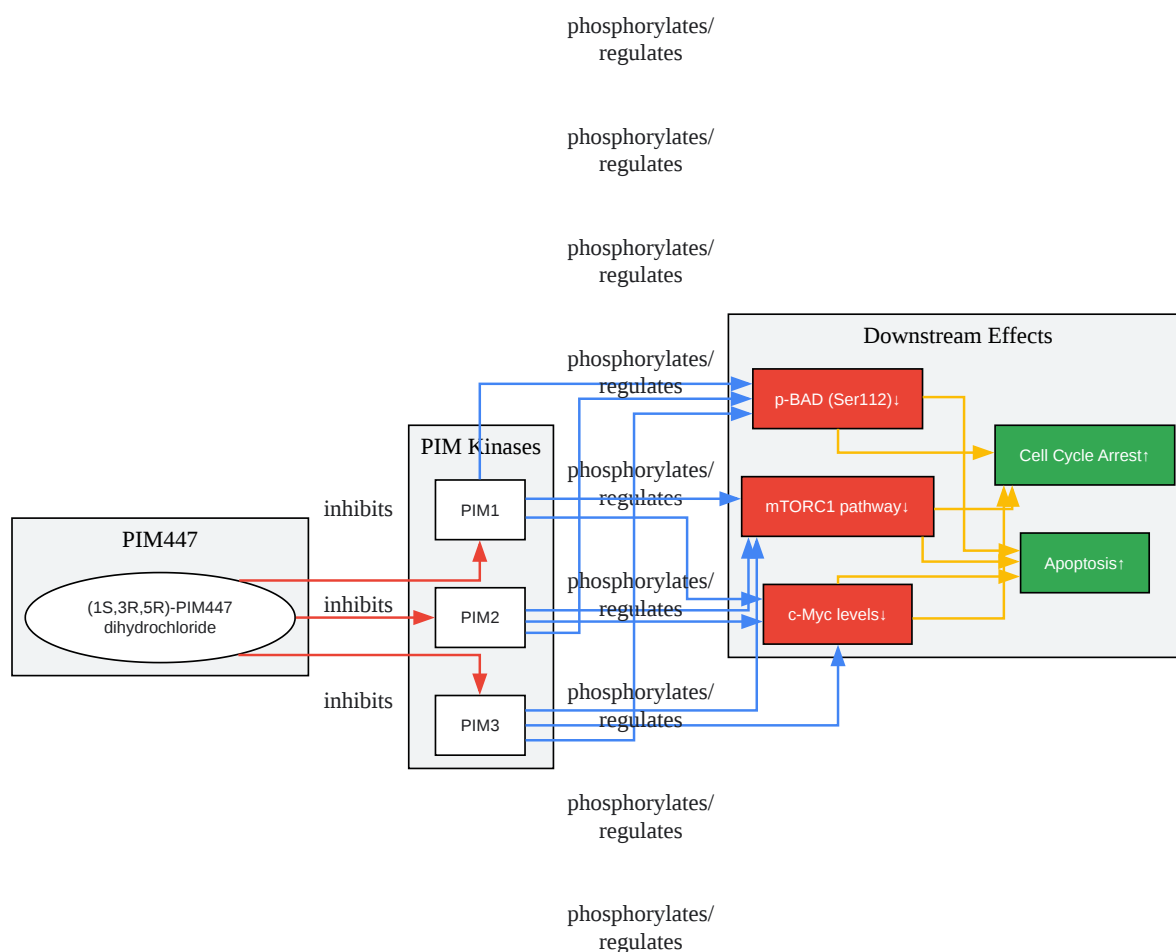 phosphorylates/
regulates
phosphorylates/
regulates
phosphorylates/
regulates
Downstream Effects
phosphorylates/
regulates
p-BAD (Ser112)↓
PIM Kinases
Cell Cycle Arrest↑
phosphorylates/
regulates
inhibits
PIM1
mTORC1 pathway↓
PIM447
Apoptosis↑
phosphorylates/
regulates
(1S,3R,5R)-PIM447
dihydrochloride
inhibits
PIM2
c-Myc levels↓
inhibits
phosphorylates/
regulates
PIM3
phosphorylates/
regulates
phosphorylates/
regulates